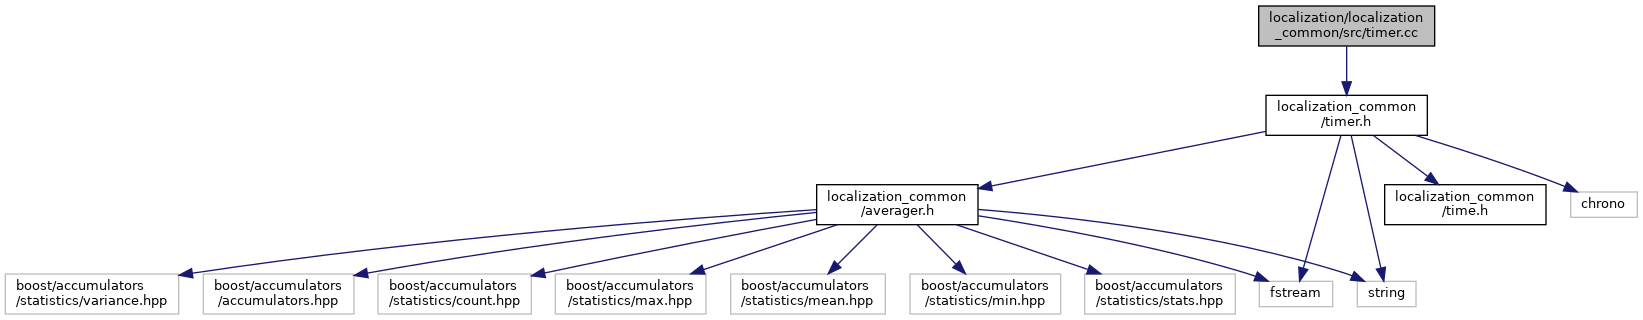 localization/localization
_common/src/timer.cc
localization_common
/timer.h
localization_common
/averager.h
localization_common
/time.h
chrono
boost/accumulators
/statistics/variance.hpp
boost/accumulators
/accumulators.hpp
boost/accumulators
/statistics/count.hpp
boost/accumulators
/statistics/max.hpp
boost/accumulators
/statistics/mean.hpp
boost/accumulators
/statistics/min.hpp
boost/accumulators
/statistics/stats.hpp
fstream
string